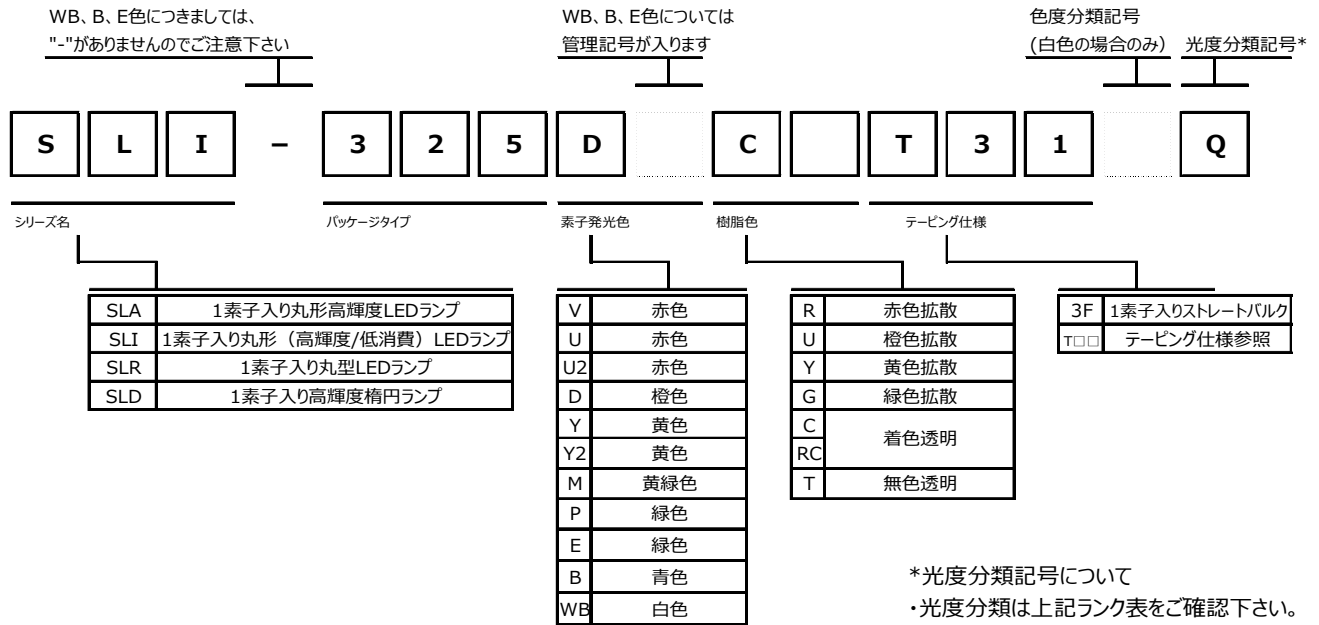 WB、B、E色につきましては、
"-"がありませんのでご注意下さい
WB、B、E色については
管理記号が入ります
色度分類記号
(白色の場合のみ)
光度分類記号*
S L I – 3 2 5 D C T 3 1 Q
シリーズ名
パッケージタイプ
素子発光色
樹脂色
テーピング仕様
SLA 1素子入り丸形高輝度LEDランプ
SLI 1素子入り丸形（高輝度/低消費）LEDランプ
SLR 1素子入り丸型LEDランプ
SLD 1素子入り高輝度楕円ランプ
V 赤色
U 赤色
U2 赤色
D 橙色
Y 黄色
Y2 黄色
M 黄緑色
P 緑色
E 緑色
B 青色
WB 白色
R 赤色拡散
U 橙色拡散
Y 黄色拡散
G 緑色拡散
C 着色透明
RC
T 無色透明
3F 1素子入りストレートバルク
T□□ テーピング仕様参照
*光度分類記号について
・光度分類は上記ランク表をご確認下さい。